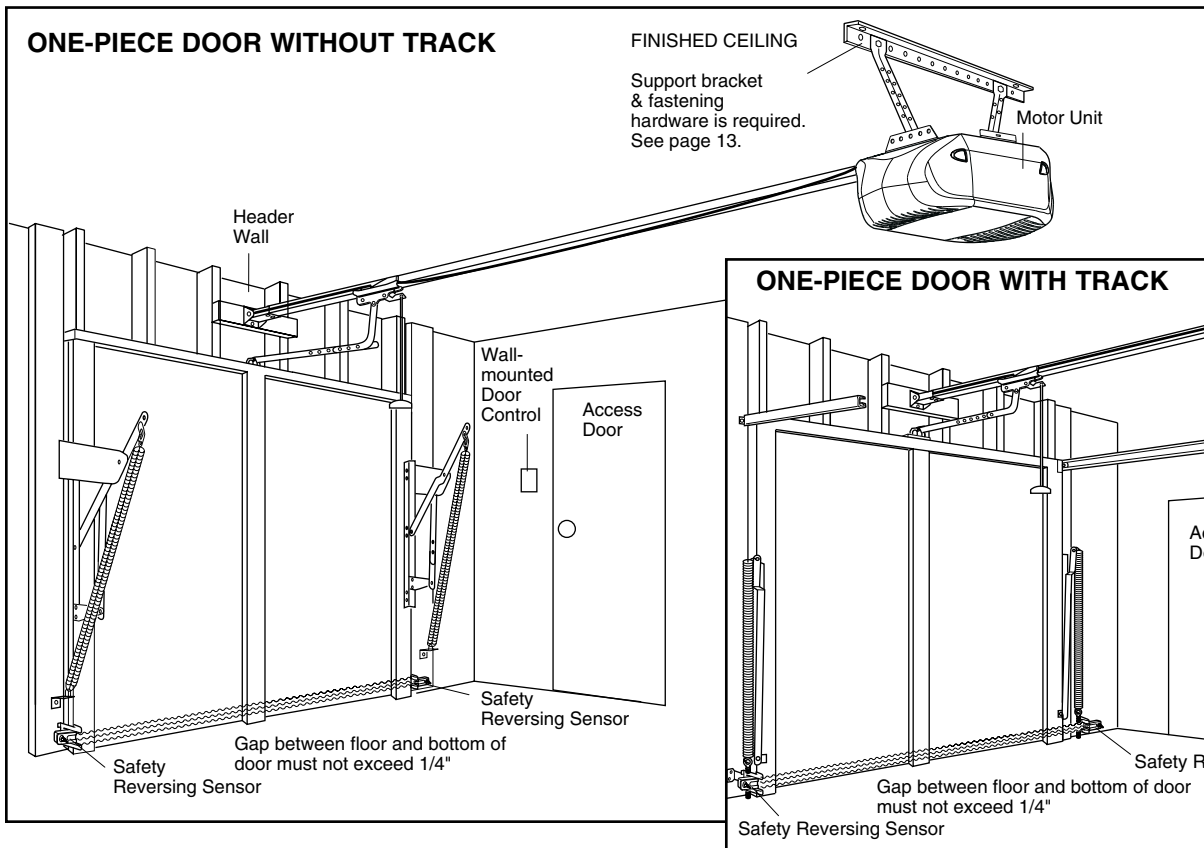 ONE-PIECE DOOR WITHOUT TRACK
FINISHED CEILING
Support bracket
& fastening
hardware is required.
See page 13.
Motor Unit
Header
Wall
Wall-
mounted
Door
Control
Access
Door
Safety
Reversing Sensor
Gap between floor and bottom of
door must not exceed 1/4"
Safety
Reversing Sensor
ONE-PIECE DOOR WITH TRACK
Safety R
Gap between floor and bottom of door
must not exceed 1/4"
Safety Reversing Sensor